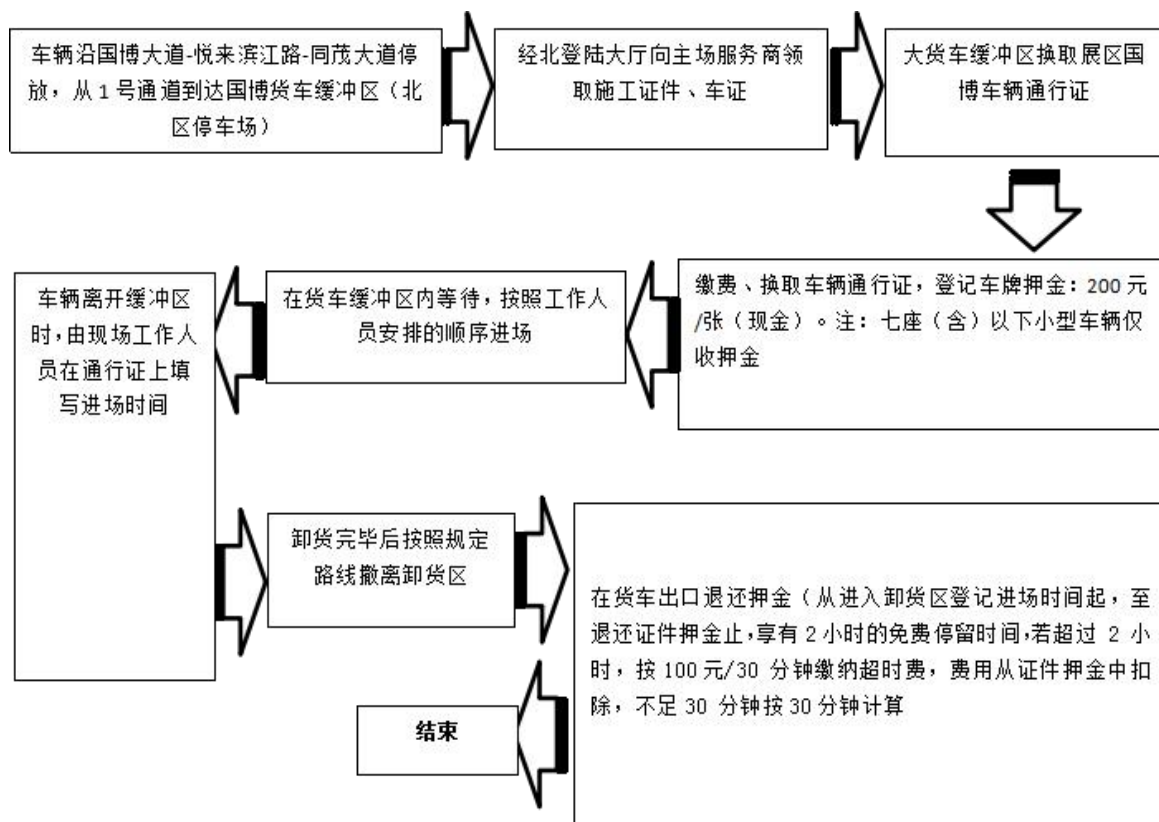 车辆沿国博大道-悦来滨江路-同茂大道停
放，从1号通道到达国博货车缓冲区（北
区停车场）
经北登陆大厅向主场服务商领
取施工证件、车证
大货车缓冲区换取展区国
博车辆通行证
缴费、换取车辆通行证，登记车牌押金：200元
/张（现金）。注：七座（含）以下小型车辆仅
收押金
在货车缓冲区内等待，按照工作人
员安排的顺序进场
车辆离开缓冲区
时，由现场工作人
员在通行证上填
写进场时间
卸货完毕后按照规定
路线撤离卸货区
在货车出口退还押金（从进入卸货区登记进场时间起，至
退还证件押金止，享有2小时的免费停留时间，若超过 2 小
时，按100元/30 分钟缴纳超时费，费用从证件押金中扣
除，不足30 分钟按30分钟计算
结束